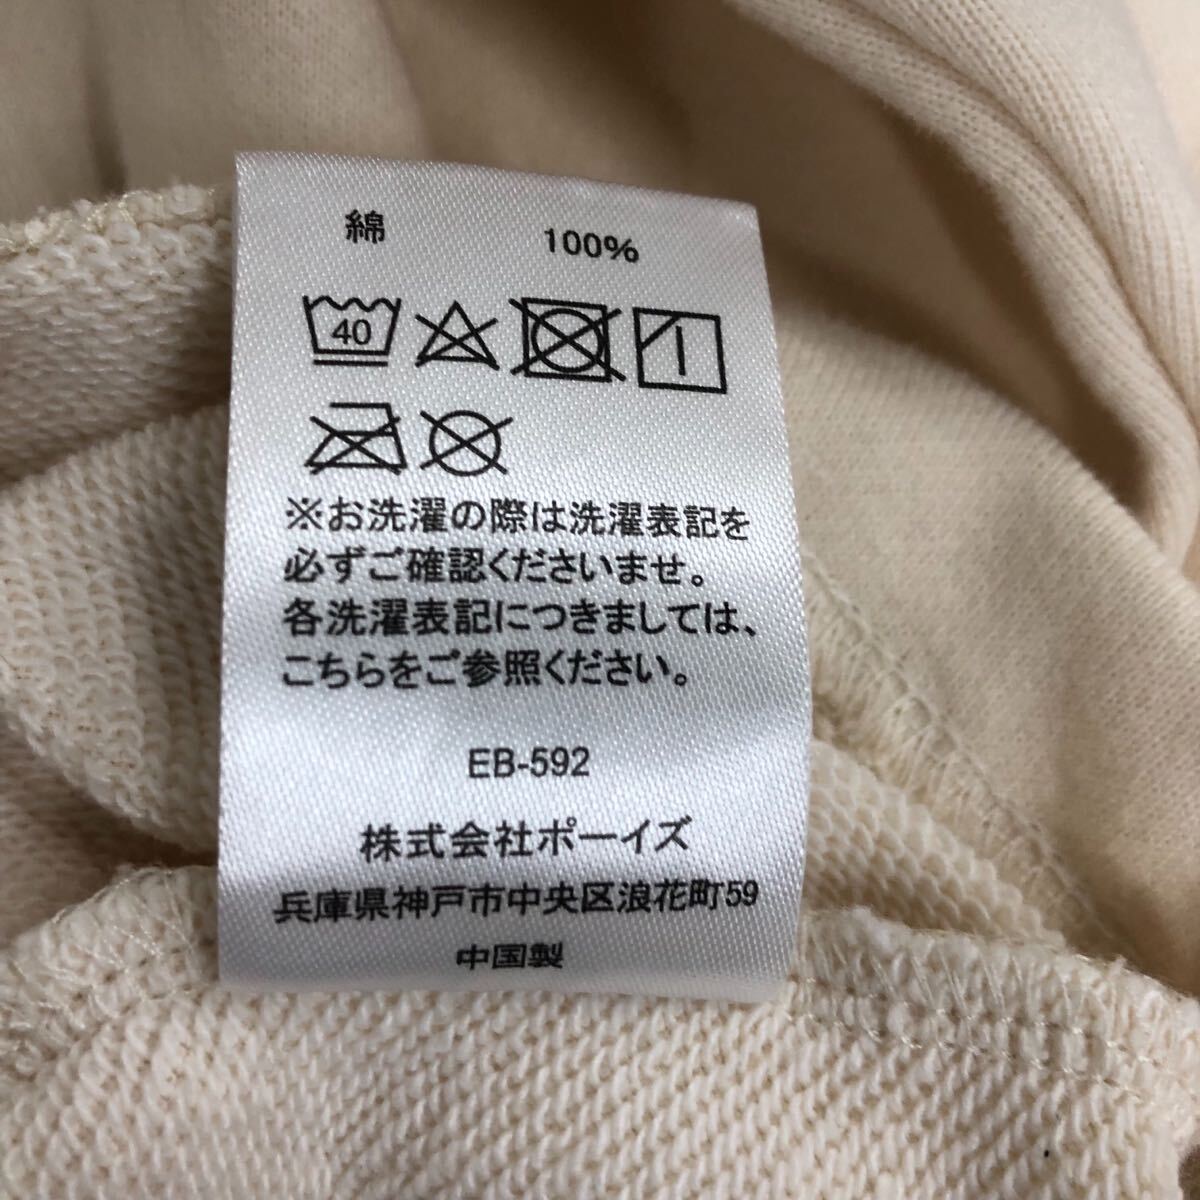 綿 100%
40
※お洗濯の際は洗濯表記を
必ずご確認くださいませ。
各洗濯表記につきましては、
こちらをご参照ください。
EB-592
株式会社ポーイズ
兵庫県神戸市中央区浪花町59
中国製